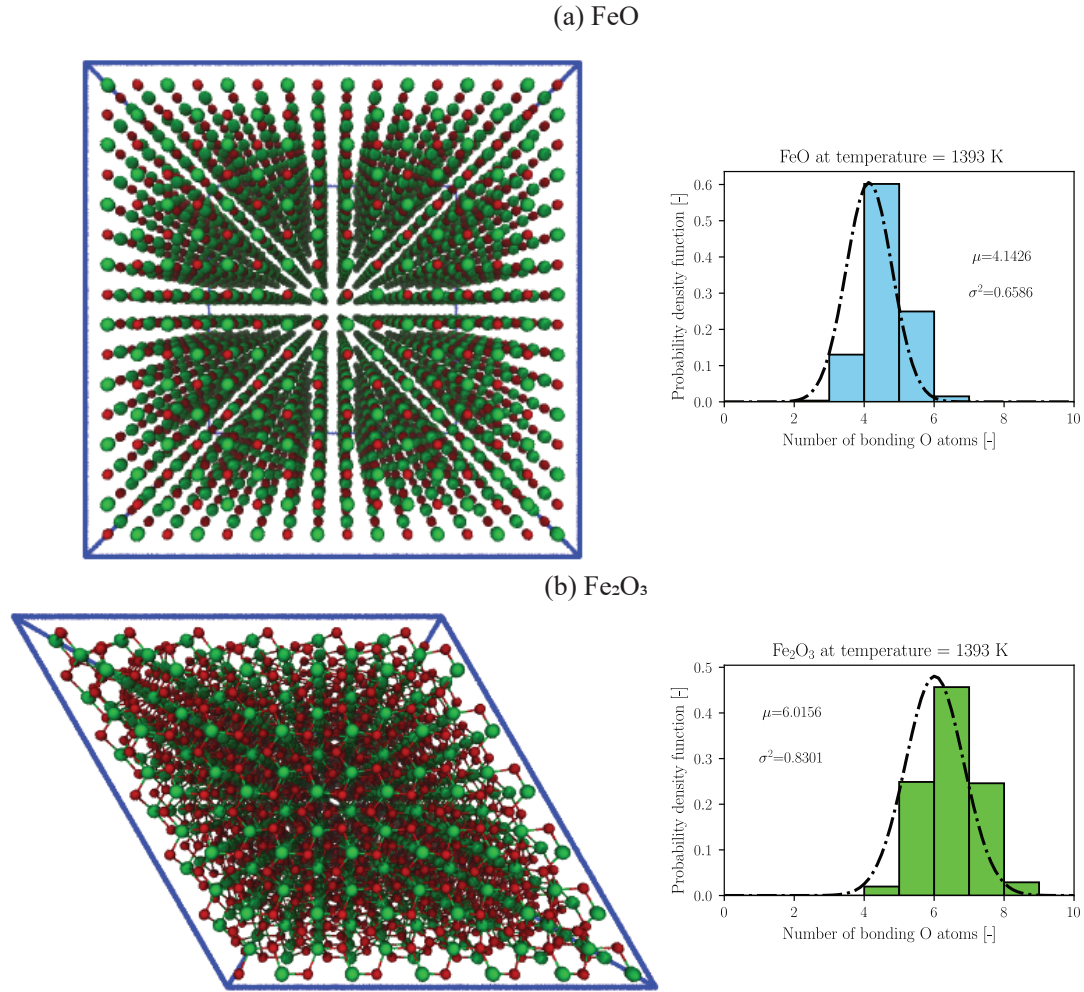 (a) FeO
FeO at temperature = 1393 K
Probability density function [-]
0.6
0.5
0.4
0.3
0.2
0.1
0.0
μ=4.1426
σ²=0.6586
0 2 4 6 8 10
Number of bonding O atoms [-]
(b) Fe₂O₃
Fe₂O₃ at temperature = 1393 K
Probability density function [-]
0.5
0.4
0.3
0.2
0.1
0.0
μ=6.0156
σ²=0.8301
0 2 4 6 8 10
Number of bonding O atoms [-]